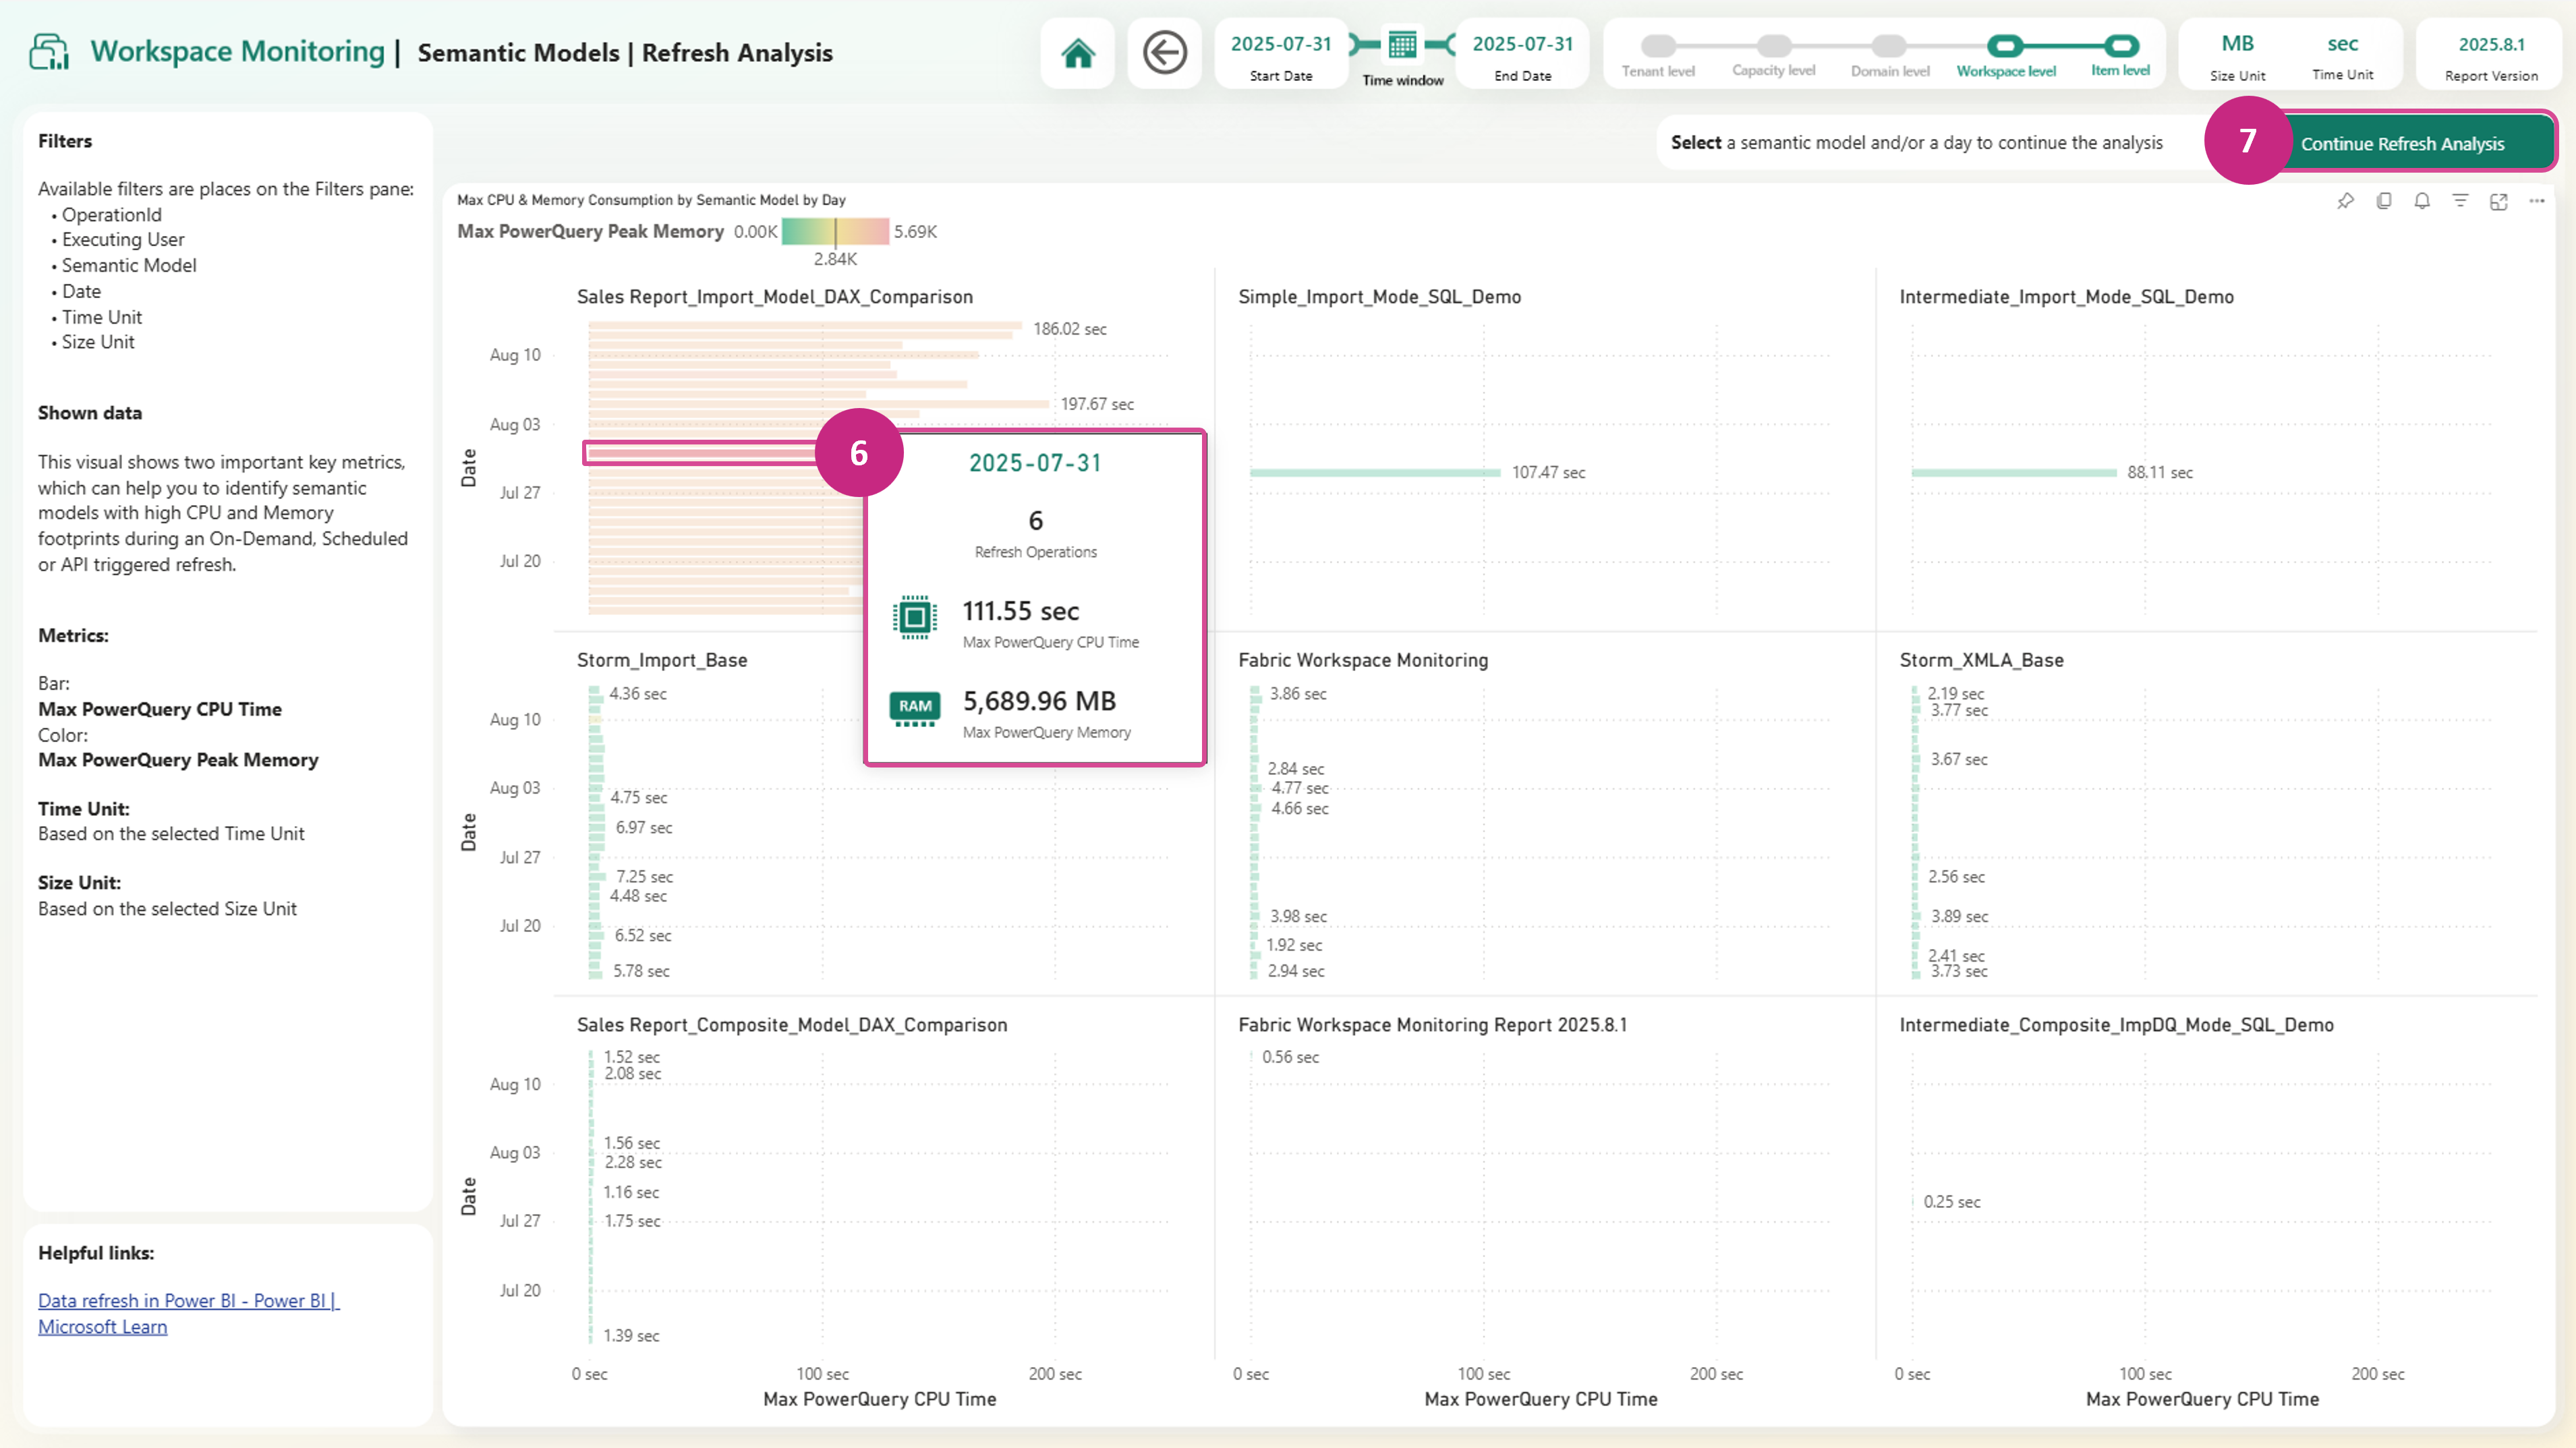 Workspace Monitoring | Semantic Models | Refresh Analysis
2025-07-31
Start Date
Time window
2025-07-31
End Date
Tenant level
Capacity level
Domain level
Workspace level
Item level
MB
Size Unit
sec
Time Unit
2025.8.1
Report Version
Select a semantic model and/or a day to continue the analysis
7
Continue Refresh Analysis
Filters
Available filters are places on the Filters pane:
• OperationId
• Executing User
• Semantic Model
• Date
• Time Unit
• Size Unit
Shown data
This visual shows two important key metrics,
which can help you to identify semantic
models with high CPU and Memory
footprints during an On-Demand, Scheduled
or API triggered refresh.
Metrics:
Bar:
Max PowerQuery CPU Time
Color:
Max PowerQuery Peak Memory
Time Unit:
Based on the selected Time Unit
Size Unit:
Based on the selected Size Unit
Helpful links:
Data refresh in Power BI - Power BI |
Microsoft Learn
Max CPU & Memory Consumption by Semantic Model by Day
Max PowerQuery Peak Memory 0.00K 5.69K
2.84K
Sales Report_Import_Model_DAX_Comparison
186.02 sec
197.67 sec
Date
Aug 10
Aug 03
Jul 27
Jul 20
6
2025-07-31
6
Refresh Operations
111.55 sec
Max PowerQuery CPU Time
RAM
5,689.96 MB
Max PowerQuery Memory
Simple_Import_Mode_SQL_Demo
107.47 sec
Intermediate_Import_Mode_SQL_Demo
88.11 sec
Storm_Import_Base
Date
Aug 10
Aug 03
Jul 27
Jul 20
4.36 sec
4.75 sec
6.97 sec
7.25 sec
4.48 sec
6.52 sec
5.78 sec
Fabric Workspace Monitoring
3.86 sec
2.84 sec
4.77 sec
4.66 sec
3.98 sec
1.92 sec
2.94 sec
Storm_XMLA_Base
2.19 sec
3.77 sec
3.67 sec
2.56 sec
3.89 sec
2.41 sec
3.73 sec
Sales Report_Composite_Model_DAX_Comparison
Date
Aug 10
Aug 03
Jul 27
Jul 20
1.52 sec
2.08 sec
1.56 sec
2.28 sec
1.16 sec
1.75 sec
1.39 sec
Fabric Workspace Monitoring Report 2025.8.1
0.56 sec
Intermediate_Composite_ImpDQ_Mode_SQL_Demo
0.25 sec
0 sec 100 sec 200 sec
Max PowerQuery CPU Time
0 sec 100 sec 200 sec
Max PowerQuery CPU Time
0 sec 100 sec 200 sec
Max PowerQuery CPU Time